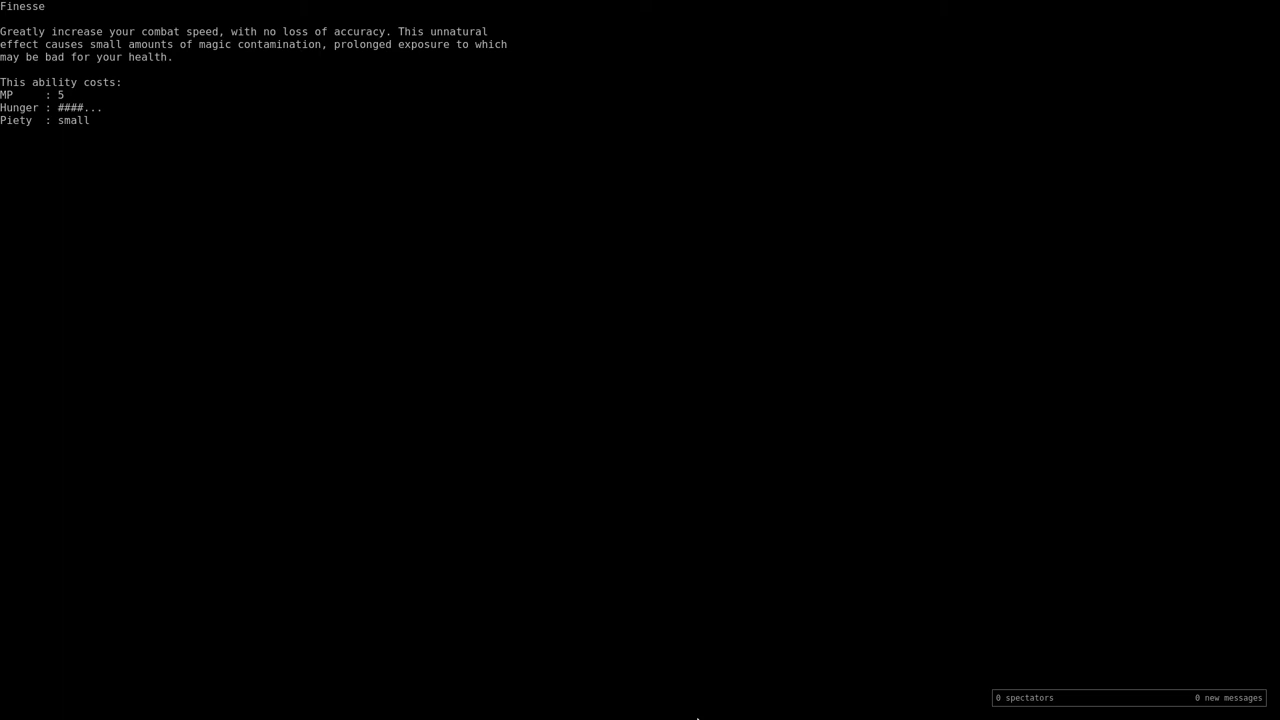 Finesse
Greatly increase your combat speed, with no loss of accuracy. This unnatural
effect causes small amounts of magic contamination, prolonged exposure to which
may be bad for your health.
This ability costs:
MP     : 5
Hunger : ####...
Piety  : small
0 spectators 0 new messages